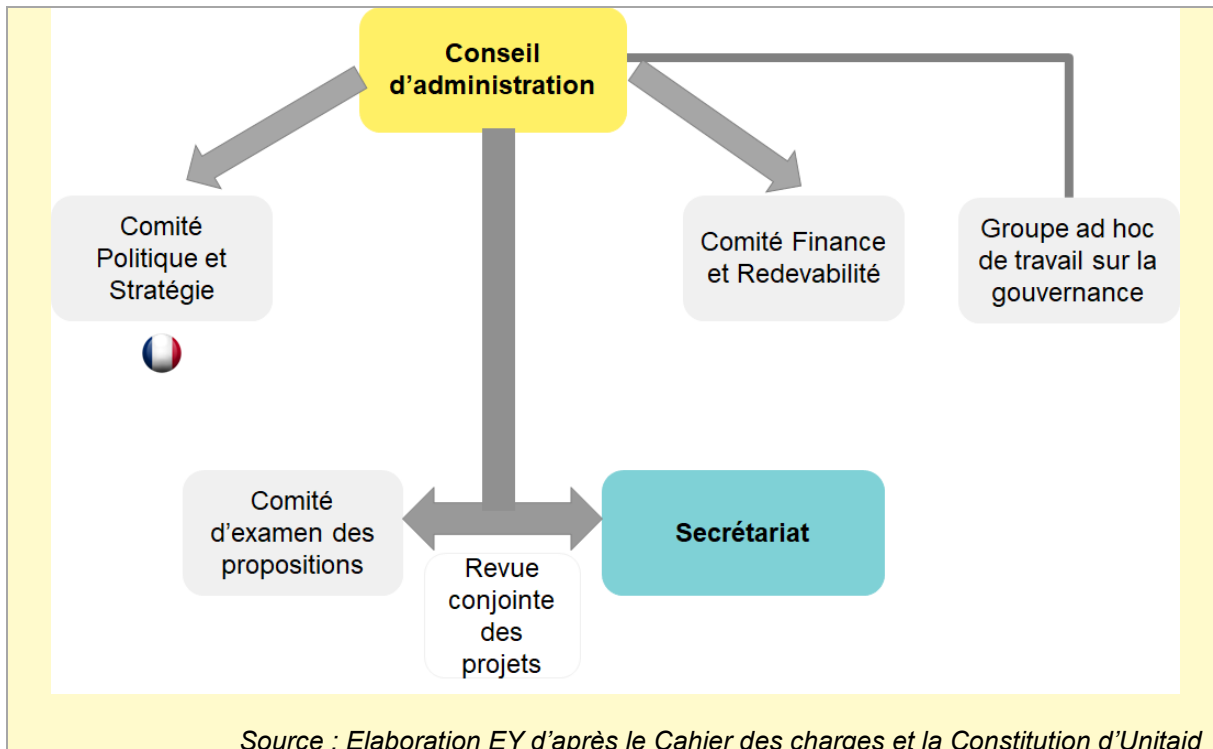 Conseil
d’administration
Comité
Politique et
Stratégie
Comité Finance
et Redevabilité
Groupe ad hoc
de travail sur la
gouvernance
Comité
d’examen des
propositions
Secrétariat
Revue
conjointe
des
projets
Source : Elaboration EY d’après le Cahier des charges et la Constitution d’Unitaid